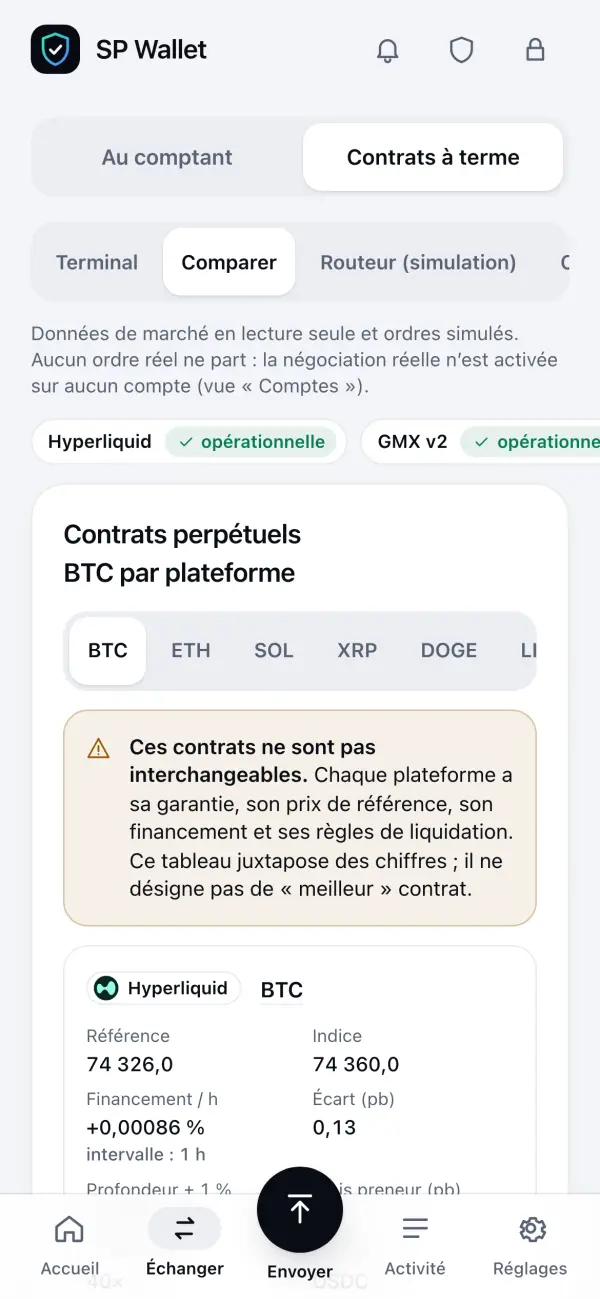 SP Wallet
Au comptant
Contrats à terme
Terminal
Comparer
Routeur (simulation)
Données de marché en lecture seule et ordres simulés.
Aucun ordre réel ne part : la négociation réelle n’est activée
sur aucun compte (vue « Comptes »).
Hyperliquid
✓ opérationnelle
GMX v2
✓ opérationne
Contrats perpétuels
BTC par plateforme
BTC
ETH
SOL
XRP
DOGE
Ces contrats ne sont pas
interchangeables. Chaque plateforme a
sa garantie, son prix de référence, son
financement et ses règles de liquidation.
Ce tableau juxtapose des chiffres ; il ne
désigne pas de « meilleur » contrat.
Hyperliquid
BTC
Référence
Indice
74 326,0
74 360,0
Financement / h
Écart (pb)
+0,00086 %
0,13
intervalle : 1 h
preneur (pb)
Accueil
Échanger
Envoyer
Activité
Réglages
40×
USDC